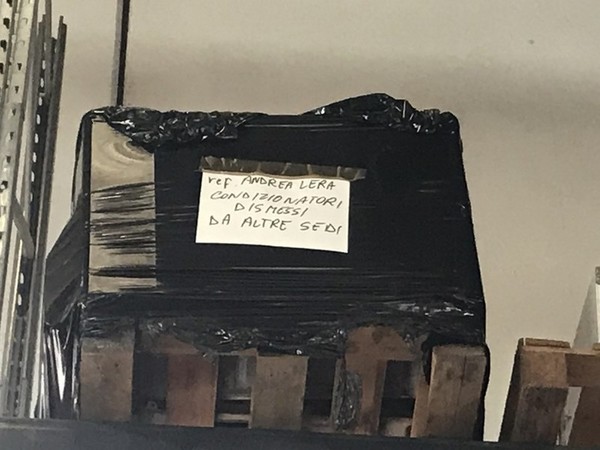 ref. ANDREA LERA
CONDIZIONATORI
DISMESSI
DA ALTRE SEDI